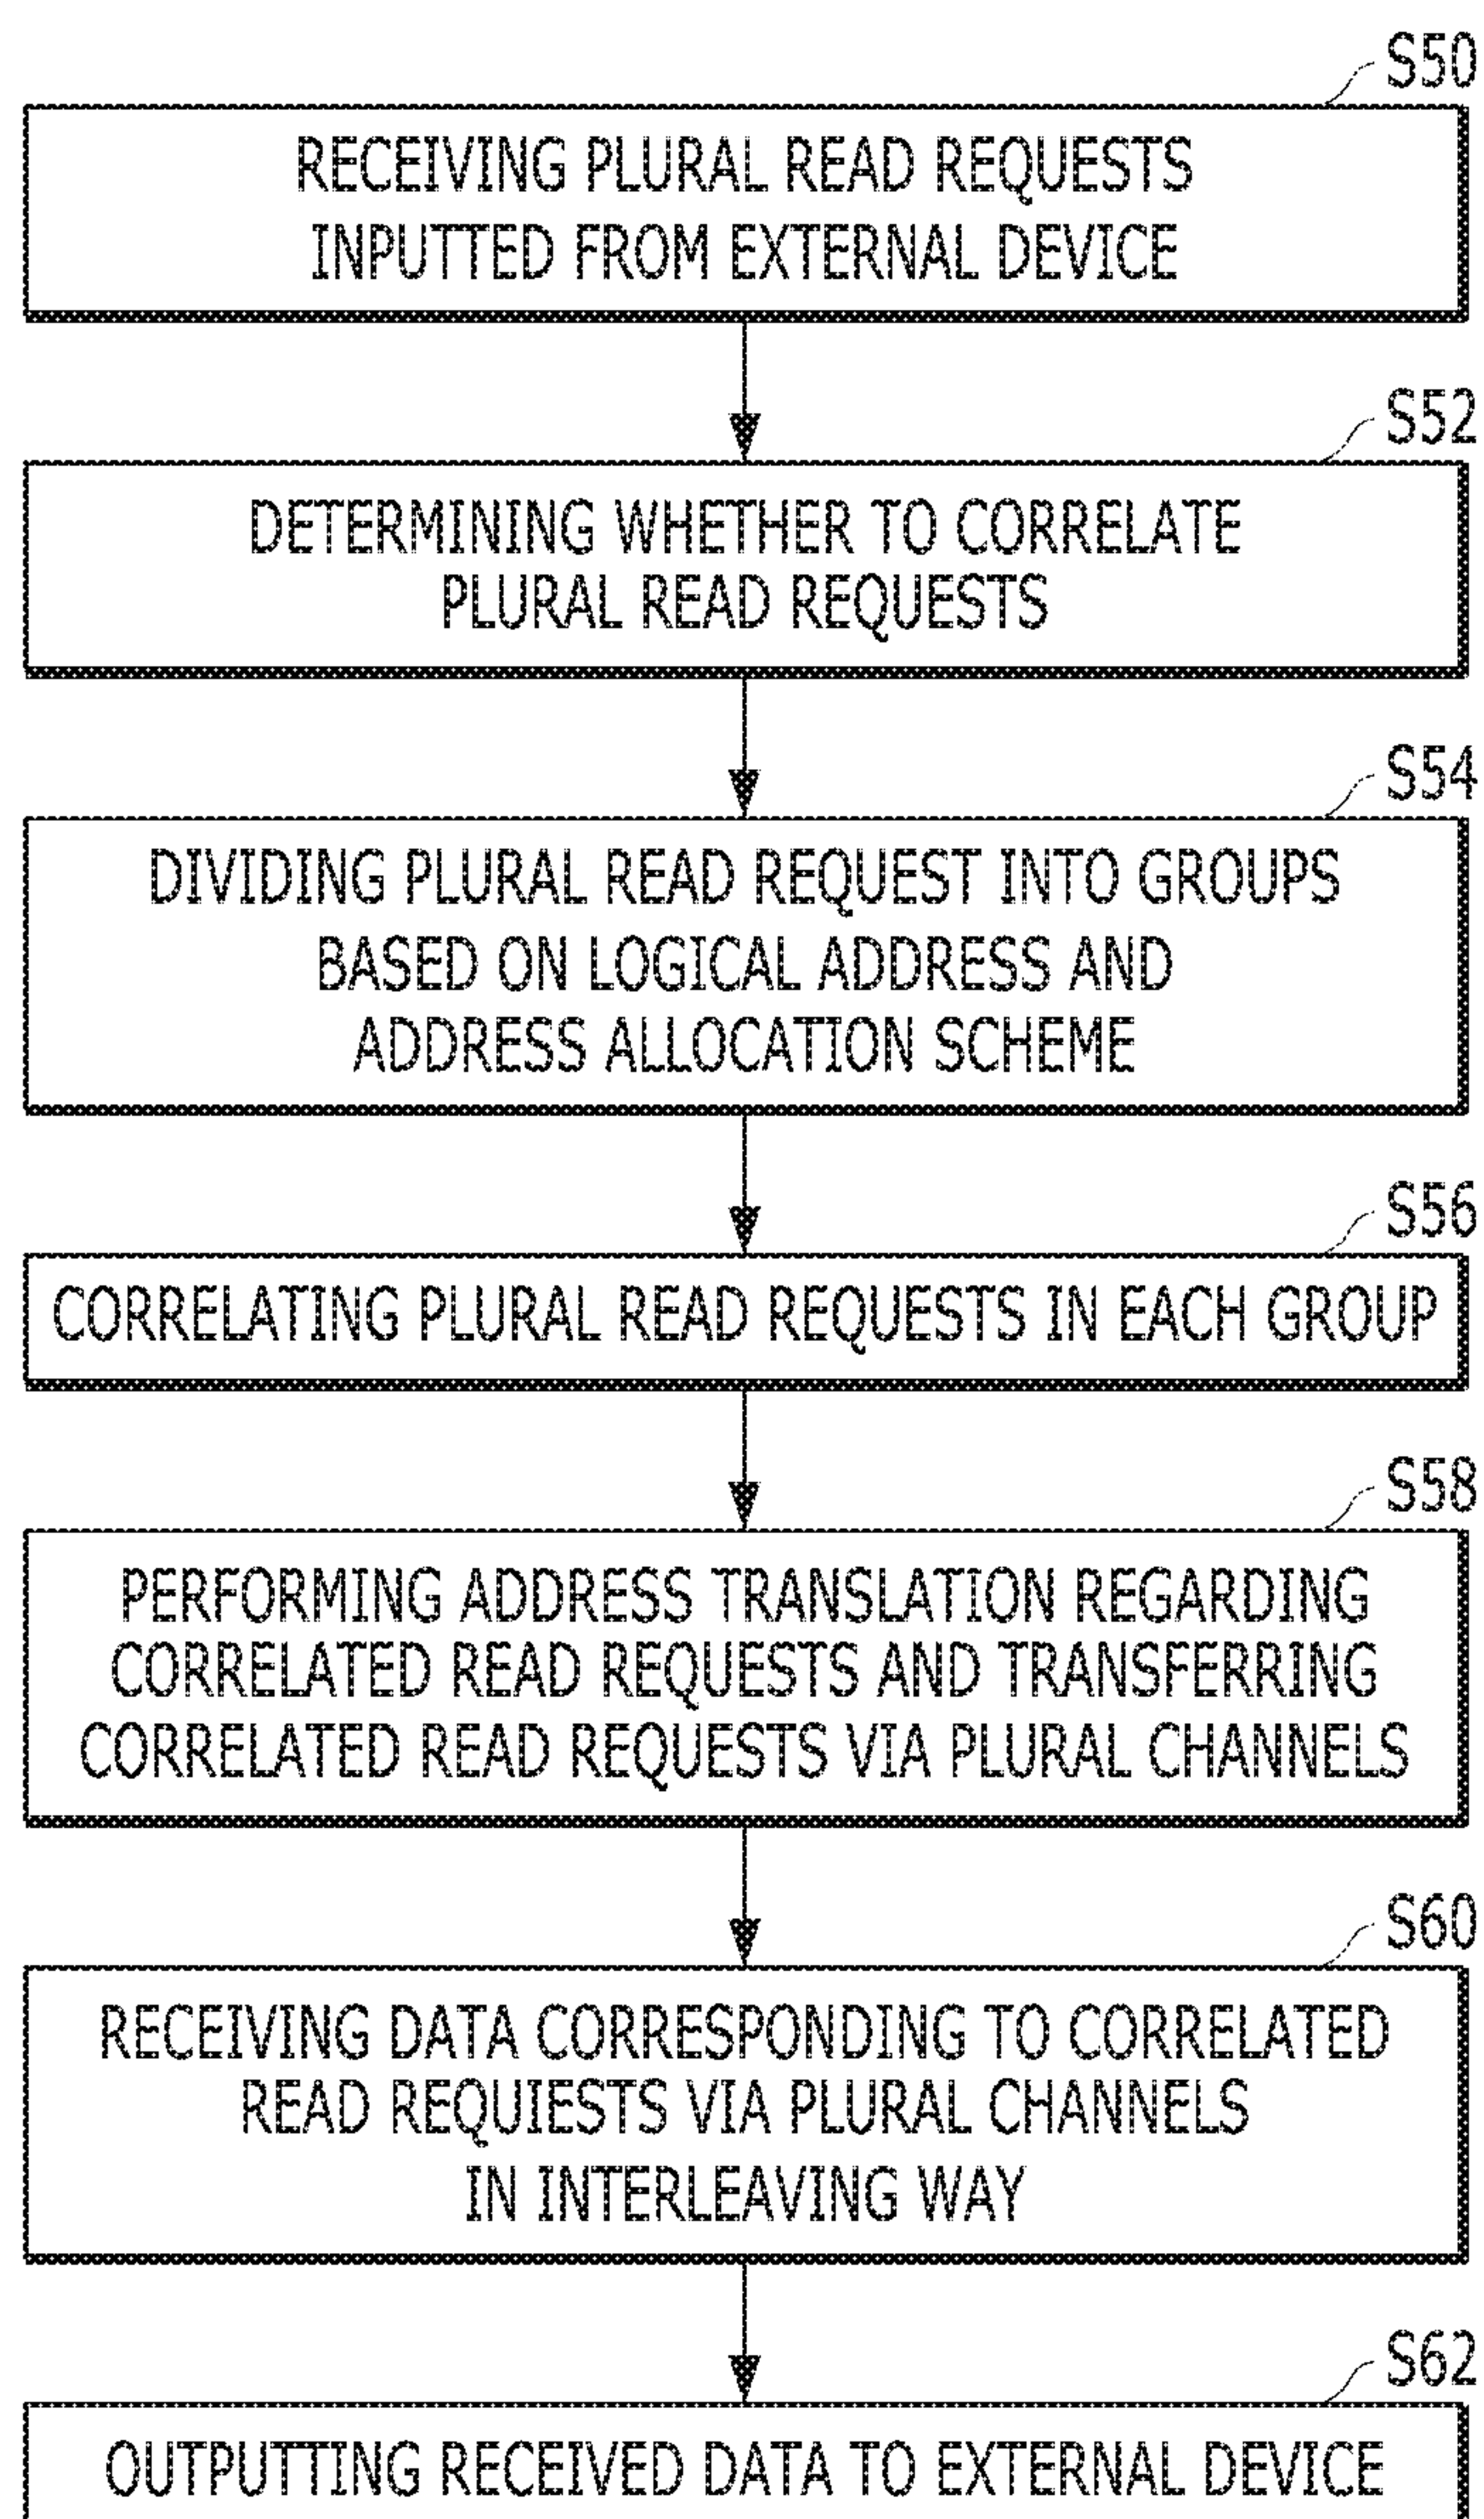 S50
RECEIVING PLURAL READ REQUESTS
INPUTTED FROM EXTERNAL DEVICE
S52
DETERMINING WHETHER TO CORRELATE
PLURAL READ REQUESTS
S54
DIVIDING PLURAL READ REQUEST INTO GROUPS
BASED ON LOGICAL ADDRESS AND
ADDRESS ALLOCATION SCHEME
S56
CORRELATING PLURAL READ REQUESTS IN EACH GROUP
S58
PERFORMING ADDRESS TRANSLATION REGARDING
CORRELATED READ REQUESTS AND TRANSFERRING
CORRELATED READ REQUESTS VIA PLURAL CHANNELS
S60
RECEIVING DATA CORRESPONDING TO CORRELATED
READ REQUIESTS VIA PLURAL CHANNELS
IN INTERLEAVING WAY
S62
OUTPUTTING RECEIVED DATA TO EXTERNAL DEVICE